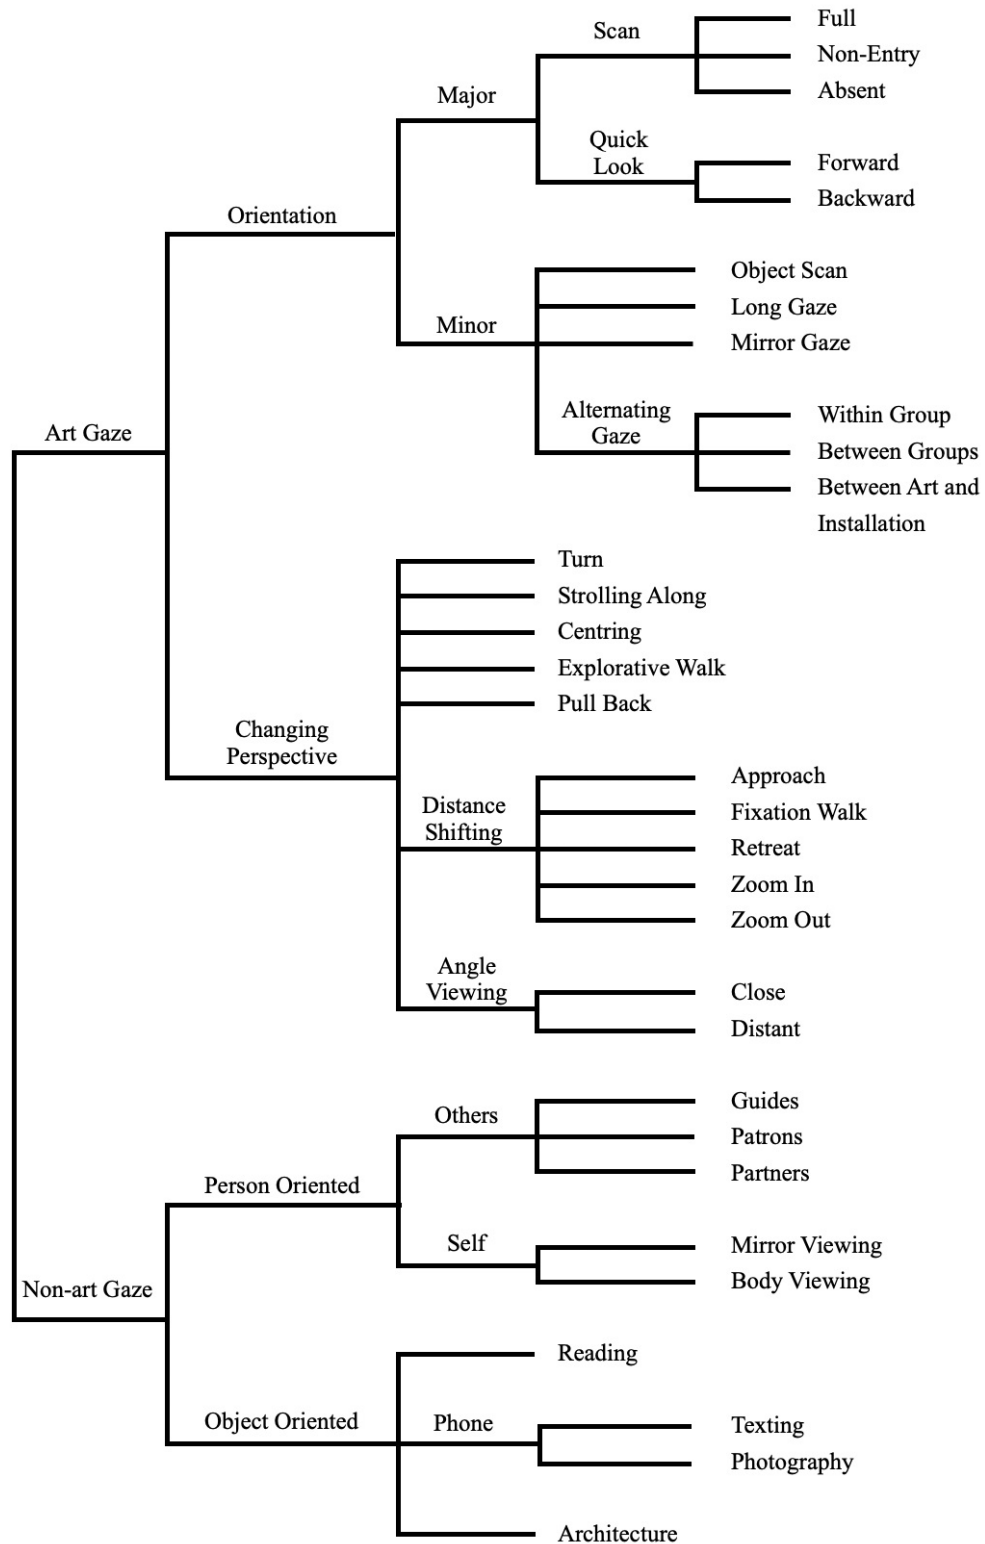 Full
Scan
Non-Entry
Absent
Major
Quick
Look
Forward
Backward
Orientation
Object Scan
Long Gaze
Minor
Mirror Gaze
Alternating
Gaze
Within Group
Between Groups
Between Art and
Installation
Art Gaze
Turn
Strolling Along
Centring
Explorative Walk
Pull Back
Changing
Perspective
Distance
Shifting
Approach
Fixation Walk
Retreat
Zoom In
Zoom Out
Angle
Viewing
Close
Distant
Others
Guides
Patrons
Partners
Person Oriented
Self
Mirror Viewing
Body Viewing
Non-art Gaze
Reading
Object Oriented
Phone
Texting
Photography
Architecture